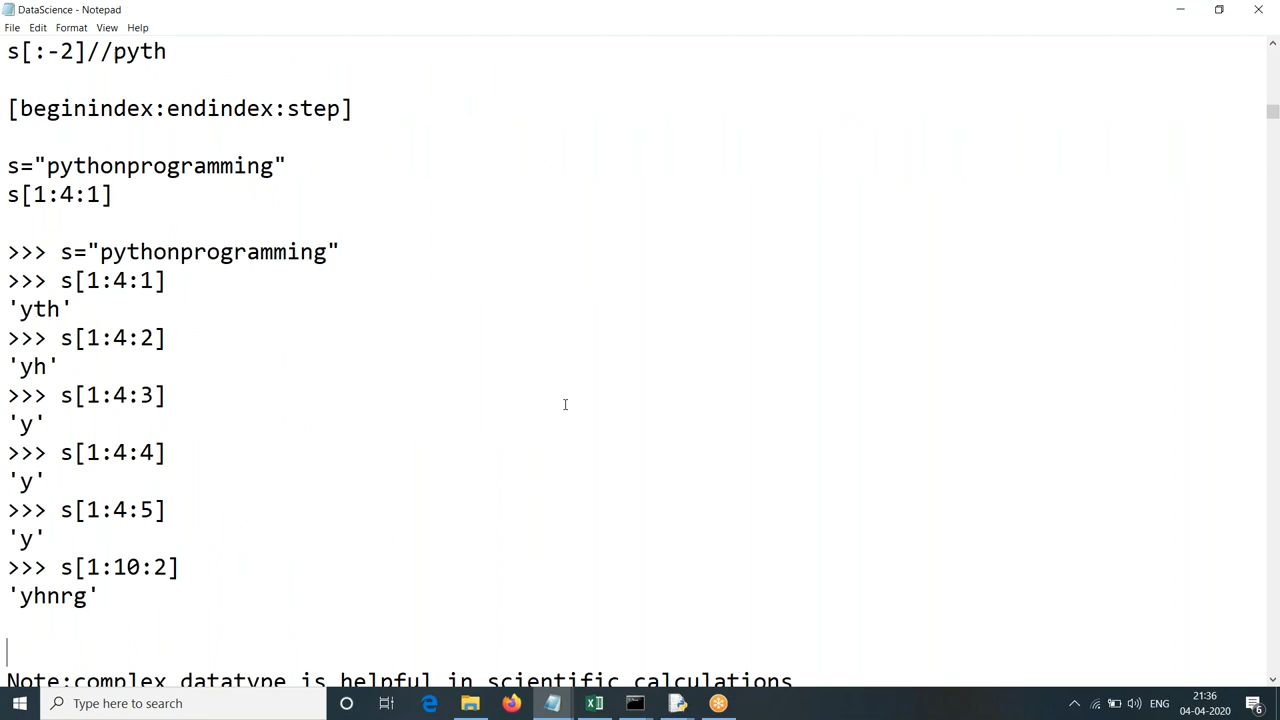 DataScience - Notepad
File Edit Format View Help
s[:-2]//pyth
[beginindex:endindex:step]
s="pythonprogramming"
s[1:4:1]
>>> s="pythonprogramming"
>>> s[1:4:1]
'yth'
>>> s[1:4:2]
'yh'
>>> s[1:4:3]
'y'
>>> s[1:4:4]
'y'
>>> s[1:4:5]
'y'
>>> s[1:10:2]
'yhnrg'
Note:complex datatype is helpful in scientific calculations
Type here to search
ENG
21:36
04-04-2020
6